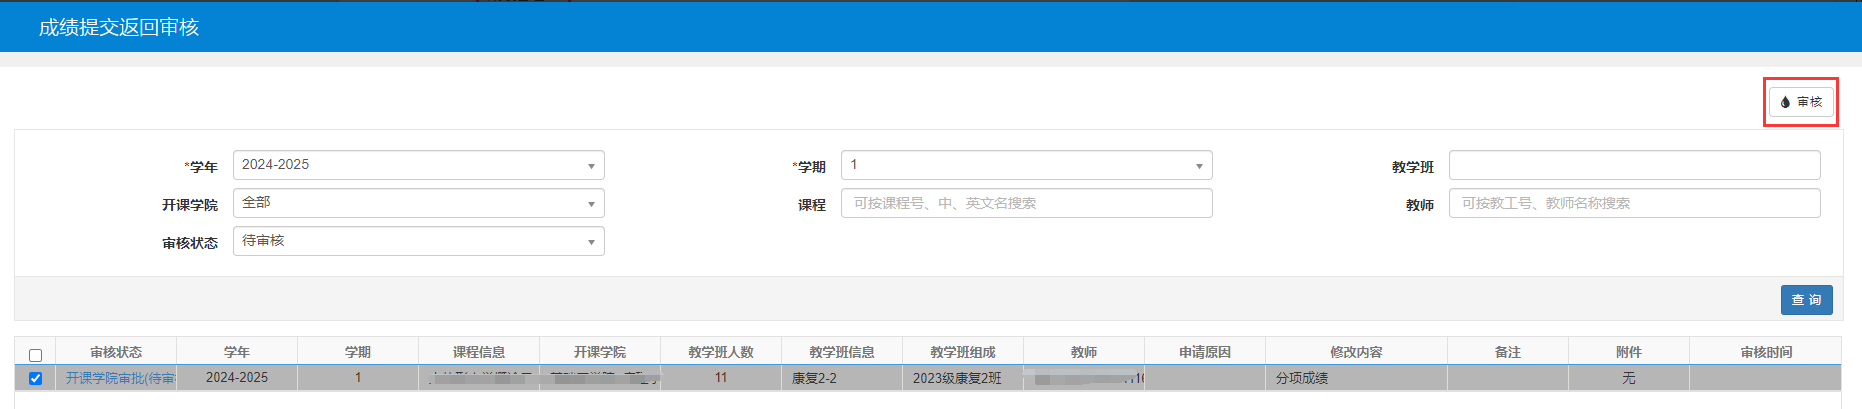 成绩提交返回审核
审核
*学年 2024-2025 *学期 1 教学班
开课学院 全部 课程 可按课程号、中、英文名搜索 教师 可按教工号、教师名称搜索
审核状态 待审核
查 询
审核状态 学年 学期 课程信息 开课学院 教学班人数 教学班信息 教学班组成 教师 申请原因 修改内容 备注 附件 审核时间
开课学院审批(待审 2024-2025 1 11 康复2-2 2023级康复2班 分项成绩 无